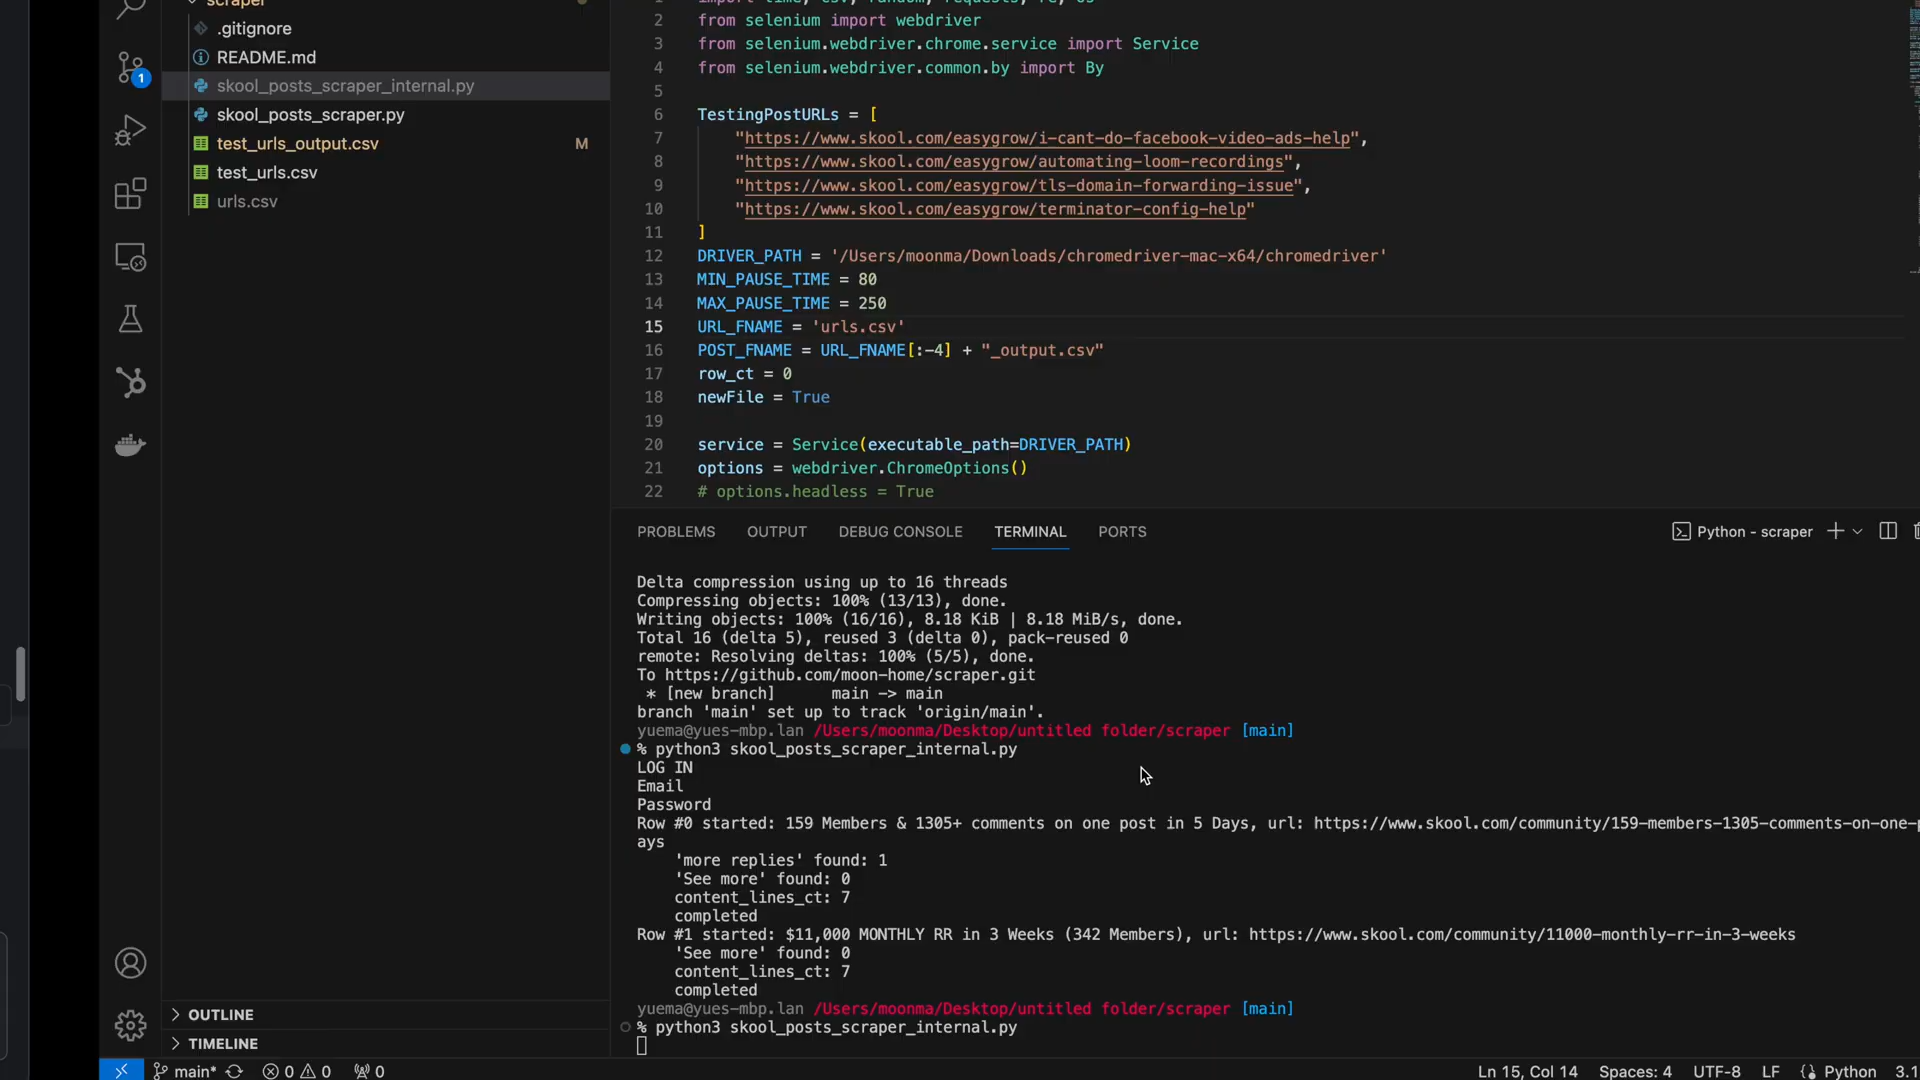 scraper
.gitignore
README.md
skool_posts_scraper_internal.py
skool_posts_scraper.py
test_urls_output.csv M
test_urls.csv
urls.csv
1
OUTLINE
TIMELINE
1 import time, csv, random, requests, re, os
2 from selenium import webdriver
3 from selenium.webdriver.chrome.service import Service
4 from selenium.webdriver.common.by import By
5
6 TestingPostURLs = [
7 "https://www.skool.com/easygrow/i-cant-do-facebook-video-ads-help",
8 "https://www.skool.com/easygrow/automating-loom-recordings",
9 "https://www.skool.com/easygrow/tls-domain-forwarding-issue",
10 "https://www.skool.com/easygrow/terminator-config-help"
11 ]
12 DRIVER_PATH = '/Users/moonma/Downloads/chromedriver-mac-x64/chromedriver'
13 MIN_PAUSE_TIME = 80
14 MAX_PAUSE_TIME = 250
15 URL_FNAME = 'urls.csv'
16 POST_FNAME = URL_FNAME[:-4] + "_output.csv"
17 row_ct = 0
18 newFile = True
19
20 service = Service(executable_path=DRIVER_PATH)
21 options = webdriver.ChromeOptions()
22 # options.headless = True
PROBLEMS OUTPUT DEBUG CONSOLE TERMINAL PORTS Python - scraper
Delta compression using up to 16 threads
Compressing objects: 100% (13/13), done.
Writing objects: 100% (16/16), 8.18 KiB | 8.18 MiB/s, done.
Total 16 (delta 5), reused 3 (delta 0), pack-reused 0
remote: Resolving deltas: 100% (5/5), done.
To https://github.com/moon-home/scraper.git
* [new branch] main -> main
branch 'main' set up to track 'origin/main'.
yuema@yues-mbp.lan /Users/moonma/Desktop/untitled folder/scraper [main]
% python3 skool_posts_scraper_internal.py
LOG IN
Email
Password
Row #0 started: 159 Members & 1305+ comments on one post in 5 Days, url: https://www.skool.com/community/159-members-1305-comments-on-one-
ays
'more replies' found: 1
'See more' found: 0
content_lines_ct: 7
completed
Row #1 started: $11,000 MONTHLY RR in 3 Weeks (342 Members), url: https://www.skool.com/community/11000-monthly-rr-in-3-weeks
'See more' found: 0
content_lines_ct: 7
completed
yuema@yues-mbp.lan /Users/moonma/Desktop/untitled folder/scraper [main]
% python3 skool_posts_scraper_internal.py
main* 0 0 0 Ln 15, Col 14 Spaces: 4 UTF-8 LF Python 3.1